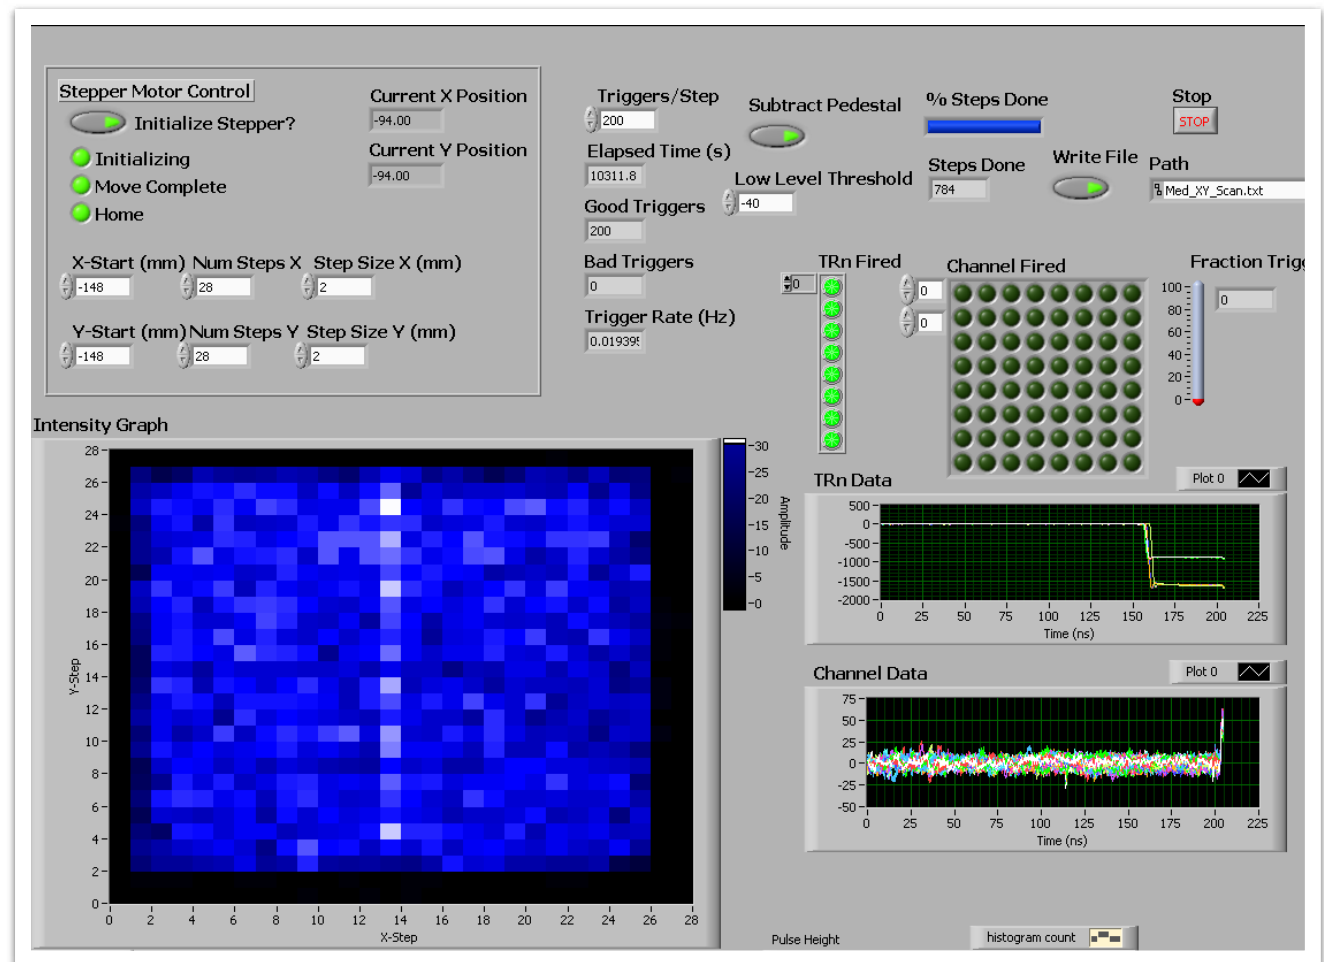 Stepper Motor Control
Initialize Stepper?
Initializing
Move Complete
Home
Current X Position
-94.00
Current Y Position
-94.00
X-Start (mm) Num Steps X Step Size X (mm)
-148 28 2
Y-Start (mm) Num Steps Y Step Size Y (mm)
-148 28 2
Triggers/Step
200
Elapsed Time (s)
10311.8
Good Triggers
200
Bad Triggers
0
Trigger Rate (Hz)
0.01939
Subtract Pedestal
Low Level Threshold
-40
% Steps Done
Steps Done
784
Write File
Stop
STOP
Path
Med_XY_Scan.txt
TRn Fired
0
Channel Fired
0
0
Fraction Trigg
0
100
80
60
40
20
0
Intensity Graph
28
26
24
22
20
18
16
14
12
10
8
6
4
2
0
Y-Step
0 2 4 6 8 10 12 14 16 18 20 22 24 26 28
X-Step
30
25
20
15
10
5
0
Amplitude
TRn Data
Plot 0
500
0
-500
-1000
-1500
-2000
0 25 50 75 100 125 150 175 200 225
Time (ns)
Channel Data
Plot 0
75
50
25
0
-25
-50
0 25 50 75 100 125 150 175 200 225
Time (ns)
Pulse Height
histogram count